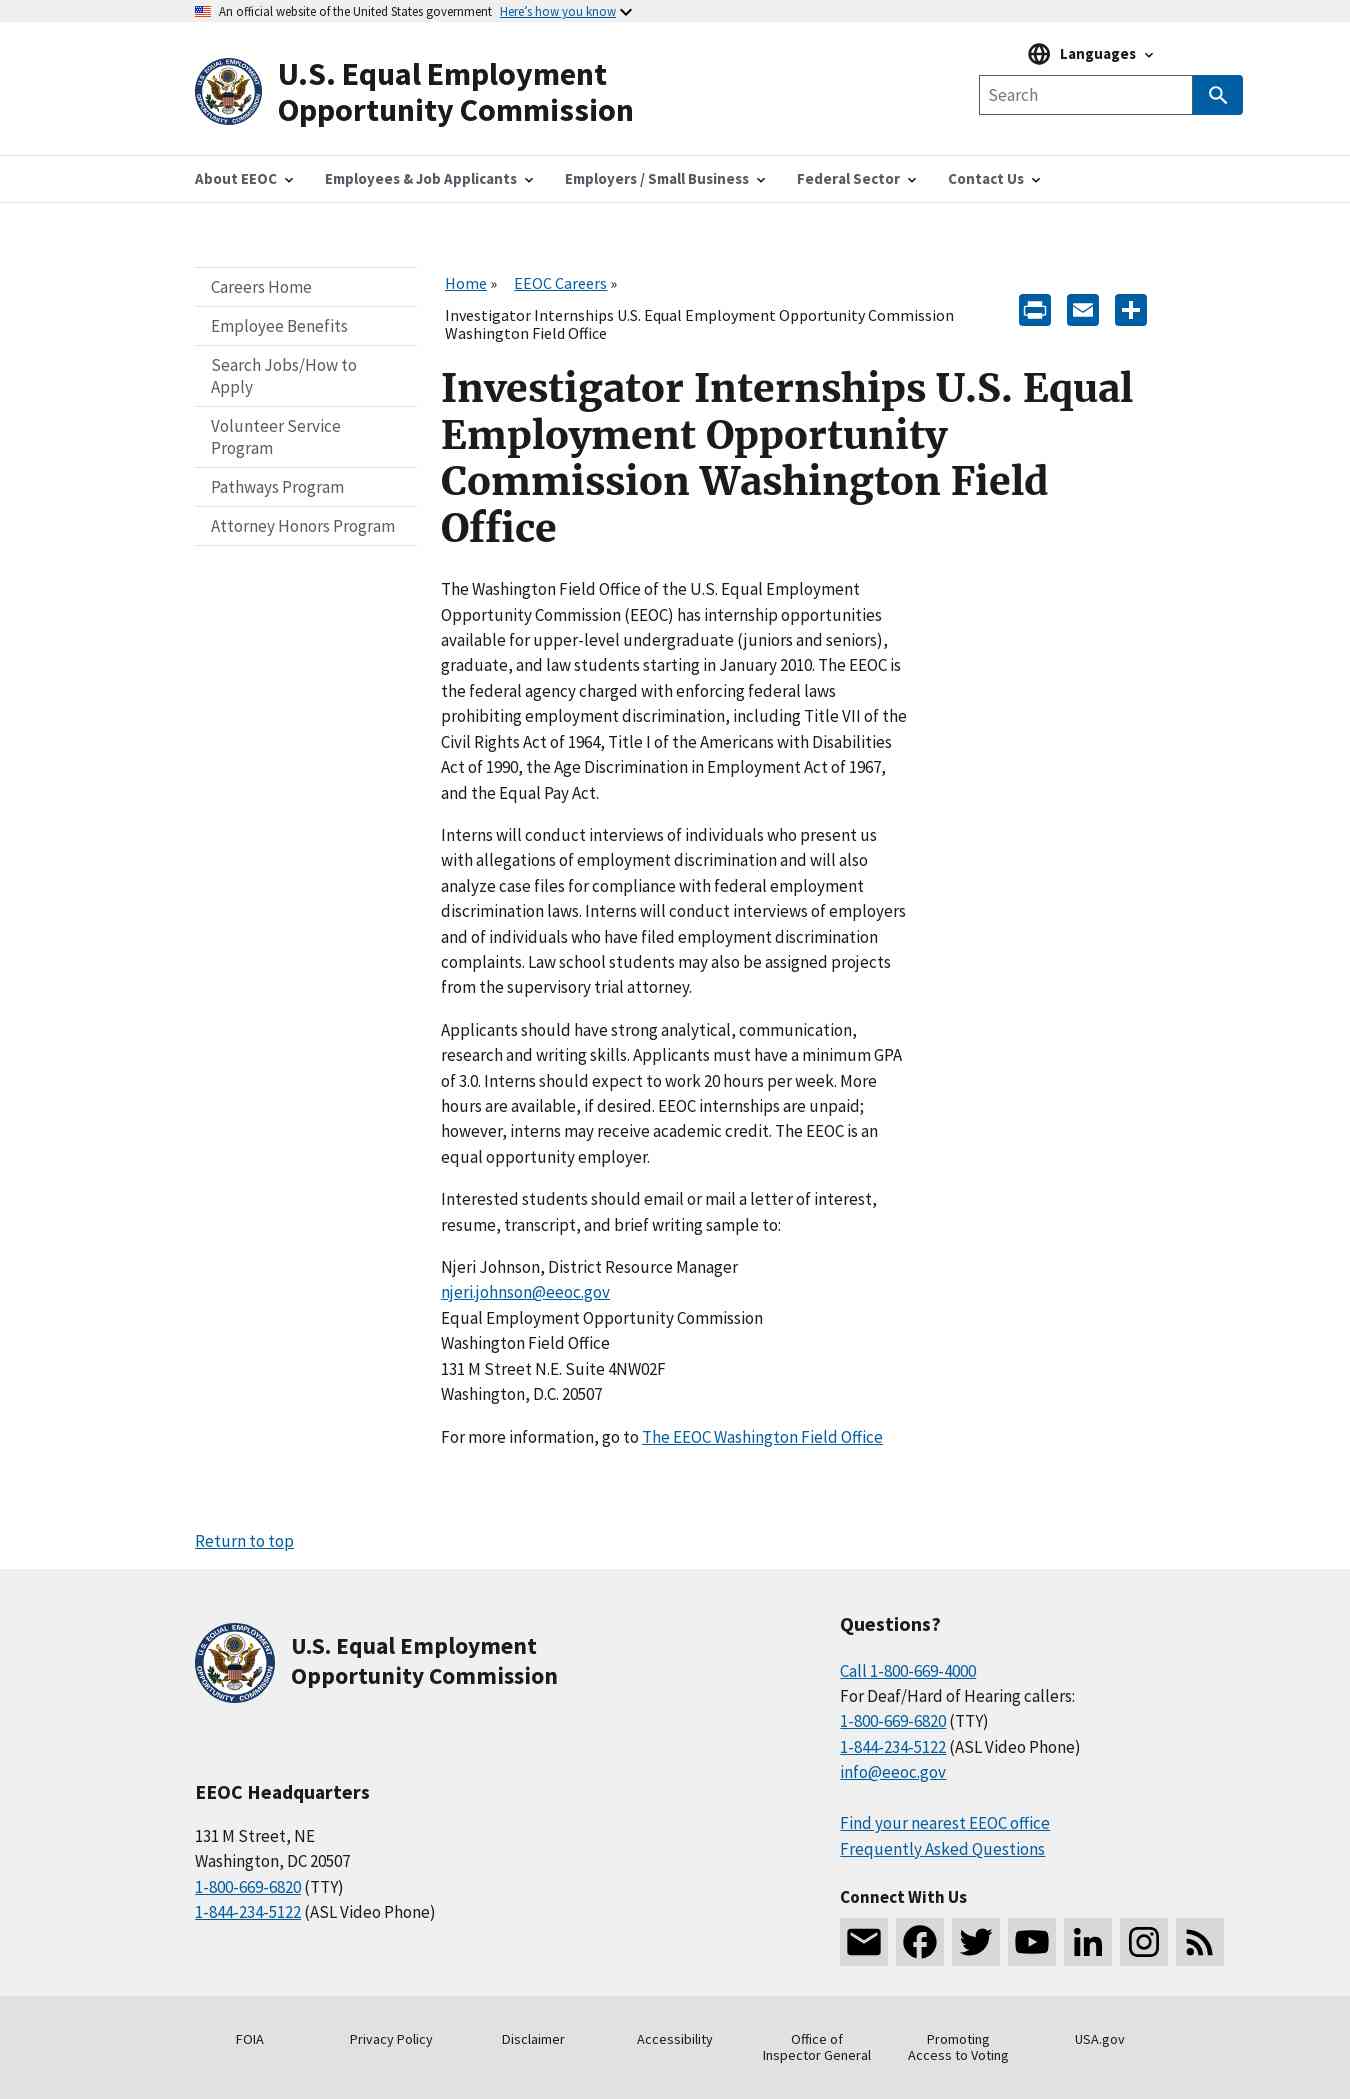 An official website of the United States government Here's how you know
U.S. Equal Employment
Opportunity Commission
Languages
Search
About EEOC
Employees & Job Applicants
Employers / Small Business
Federal Sector
Contact Us
Careers Home
Employee Benefits
Search Jobs/How to
Apply
Volunteer Service
Program
Pathways Program
Attorney Honors Program
Home » EEOC Careers »
Investigator Internships U.S. Equal Employment Opportunity Commission
Washington Field Office
Investigator Internships U.S. Equal
Employment Opportunity
Commission Washington Field
Office
The Washington Field Office of the U.S. Equal Employment
Opportunity Commission (EEOC) has internship opportunities
available for upper-level undergraduate (juniors and seniors),
graduate, and law students starting in January 2010. The EEOC is
the federal agency charged with enforcing federal laws
prohibiting employment discrimination, including Title VII of the
Civil Rights Act of 1964, Title I of the Americans with Disabilities
Act of 1990, the Age Discrimination in Employment Act of 1967,
and the Equal Pay Act.
Interns will conduct interviews of individuals who present us
with allegations of employment discrimination and will also
analyze case files for compliance with federal employment
discrimination laws. Interns will conduct interviews of employers
and of individuals who have filed employment discrimination
complaints. Law school students may also be assigned projects
from the supervisory trial attorney.
Applicants should have strong analytical, communication,
research and writing skills. Applicants must have a minimum GPA
of 3.0. Interns should expect to work 20 hours per week. More
hours are available, if desired. EEOC internships are unpaid;
however, interns may receive academic credit. The EEOC is an
equal opportunity employer.
Interested students should email or mail a letter of interest,
resume, transcript, and brief writing sample to:
Njeri Johnson, District Resource Manager
njeri.johnson@eeoc.gov
Equal Employment Opportunity Commission
Washington Field Office
131 M Street N.E. Suite 4NW02F
Washington, D.C. 20507
For more information, go to The EEOC Washington Field Office
Return to top
U.S. EQUAL EMPLOYMENT OPPORTUNITY COMMISSION
U.S. Equal Employment
Opportunity Commission
EEOC Headquarters
131 M Street, NE
Washington, DC 20507
1-800-669-6820 (TTY)
1-844-234-5122 (ASL Video Phone)
Questions?
Call 1-800-669-4000
For Deaf/Hard of Hearing callers:
1-800-669-6820 (TTY)
1-844-234-5122 (ASL Video Phone)
info@eeoc.gov
Find your nearest EEOC office
Frequently Asked Questions
Connect With Us
FOIA
Privacy Policy
Disclaimer
Accessibility
Office of
Inspector General
Promoting
Access to Voting
USA.gov